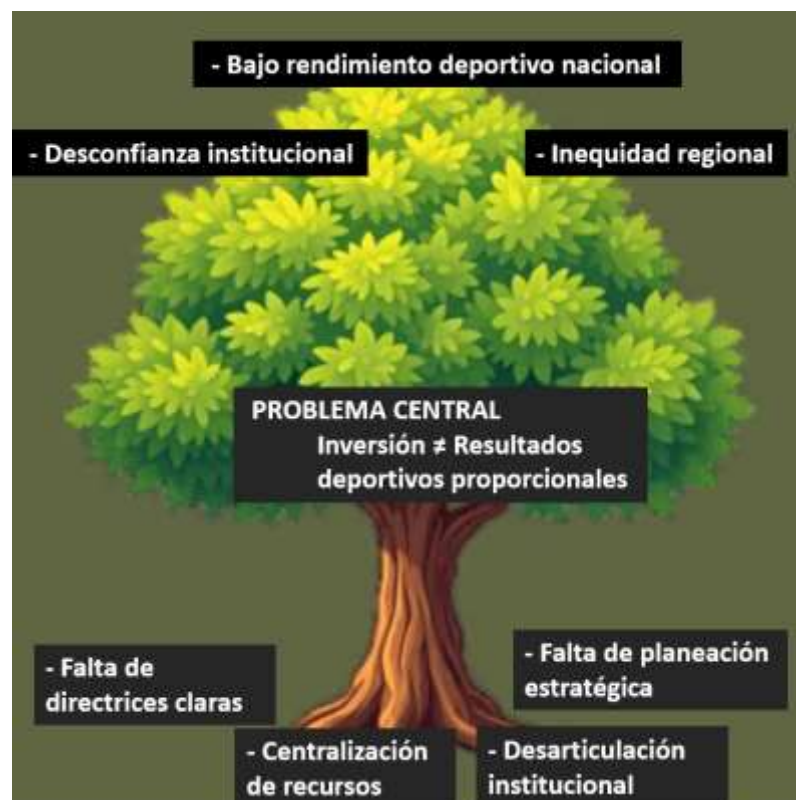 - Bajo rendimiento deportivo nacional
- Desconfianza institucional
- Inequidad regional
PROBLEMA CENTRAL
Inversión ≠ Resultados
deportivos proporcionales
- Falta de
directrices claras
- Falta de planeación
estratégica
- Centralización
de recursos
- Desarticulación
institucional